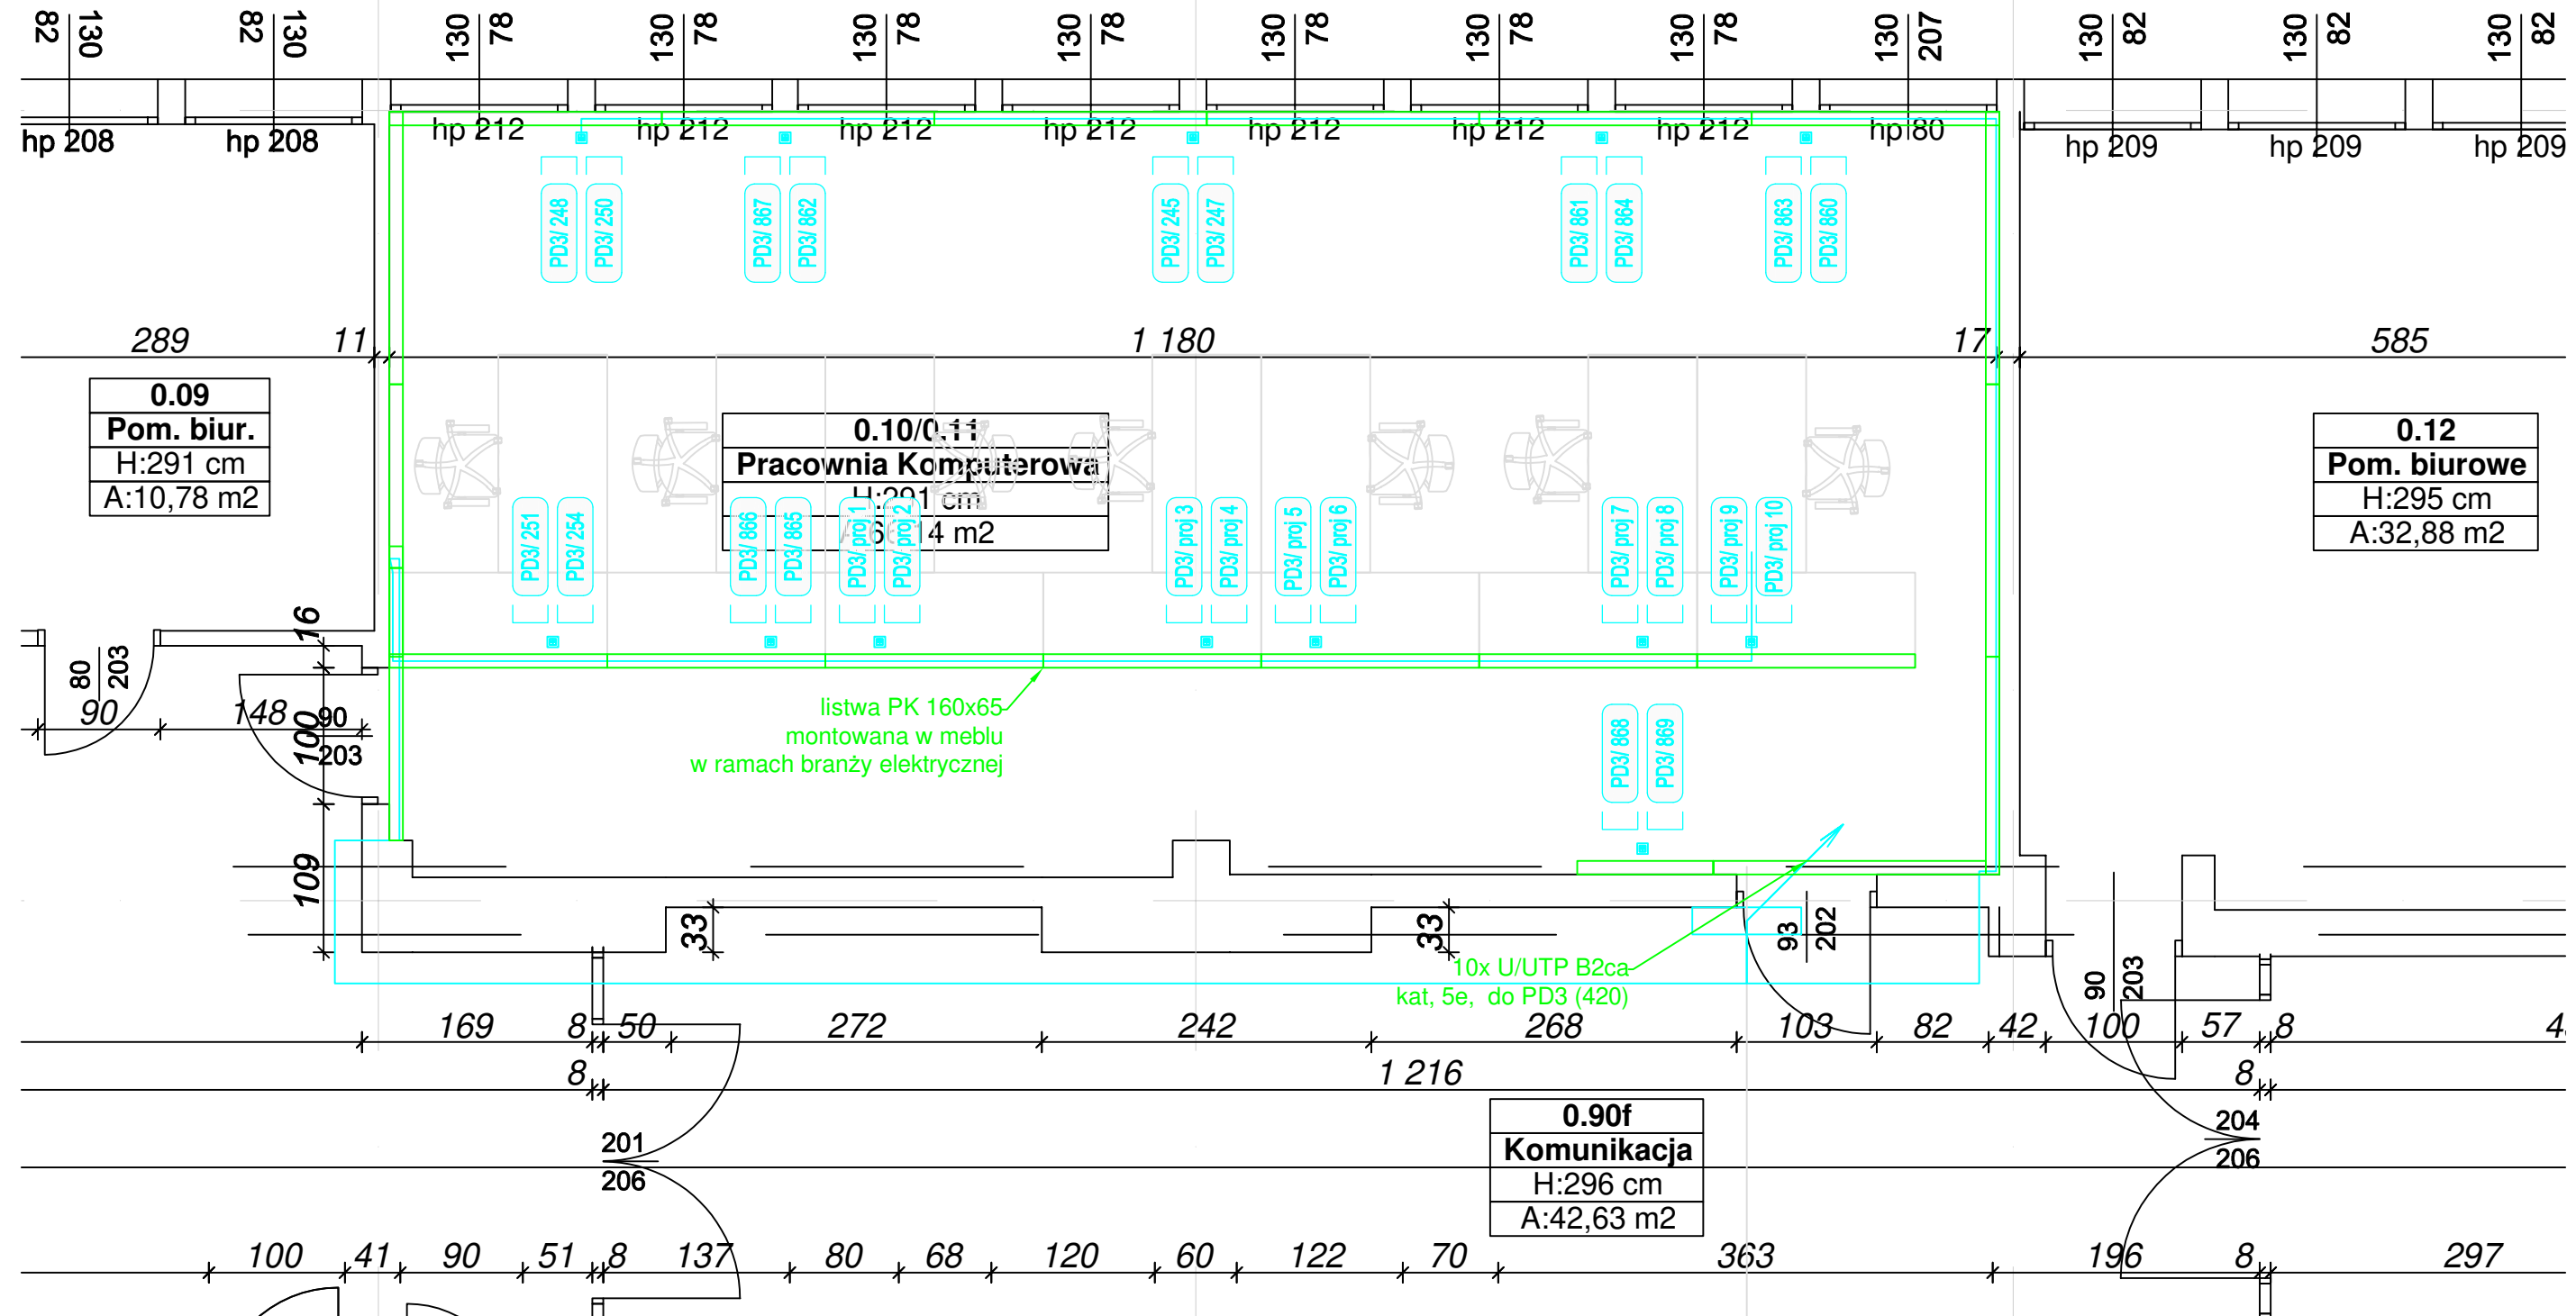 82 130
82 130
130 78
130 78
130 78
130 78
130 78
130 78
130 78
130 207
130 82
130 82
130 82
hp 208
hp 208
hp 212
hp 212
hp 212
hp 212
hp 212
hp 212
hp 212
hp 80
hp 209
hp 209
hp 209
PD3/ 248
PD3/ 250
PD3/ 867
PD3/ 862
PD3/ 245
PD3/ 247
PD3/ 861
PD3/ 864
PD3/ 863
PD3/ 860
289
11
1 180
17
585
0.09
Pom. biur.
H:291 cm
A:10,78 m2
0.10/0.11
Pracownia Komputerowa
H:291 cm
14 m2
0.12
Pom. biurowe
H:295 cm
A:32,88 m2
PD3/ 251
PD3/ 254
PD3/ 866
PD3/ 865
PD3/ proj 1
PD3/ proj 2
PD3/ proj 3
PD3/ proj 4
PD3/ proj 5
PD3/ proj 6
PD3/ proj 7
PD3/ proj 8
PD3/ proj 9
PD3/ proj 10
16
80
203
90
148
100
90
203
109
listwa PK 160x65
montowana w meblu
w ramach branży elektrycznej
PD3/ 868
PD3/ 869
33
33
93
202
10x U/UTP B2ca
kat, 5e, do PD3 (420)
90
203
169
8
50
272
242
268
103
82
42
100
57
8
8
1 216
8
201
206
0.90f
Komunikacja
H:296 cm
A:42,63 m2
204
206
100
41
90
51
8
137
80
68
120
60
122
70
363
196
8
297